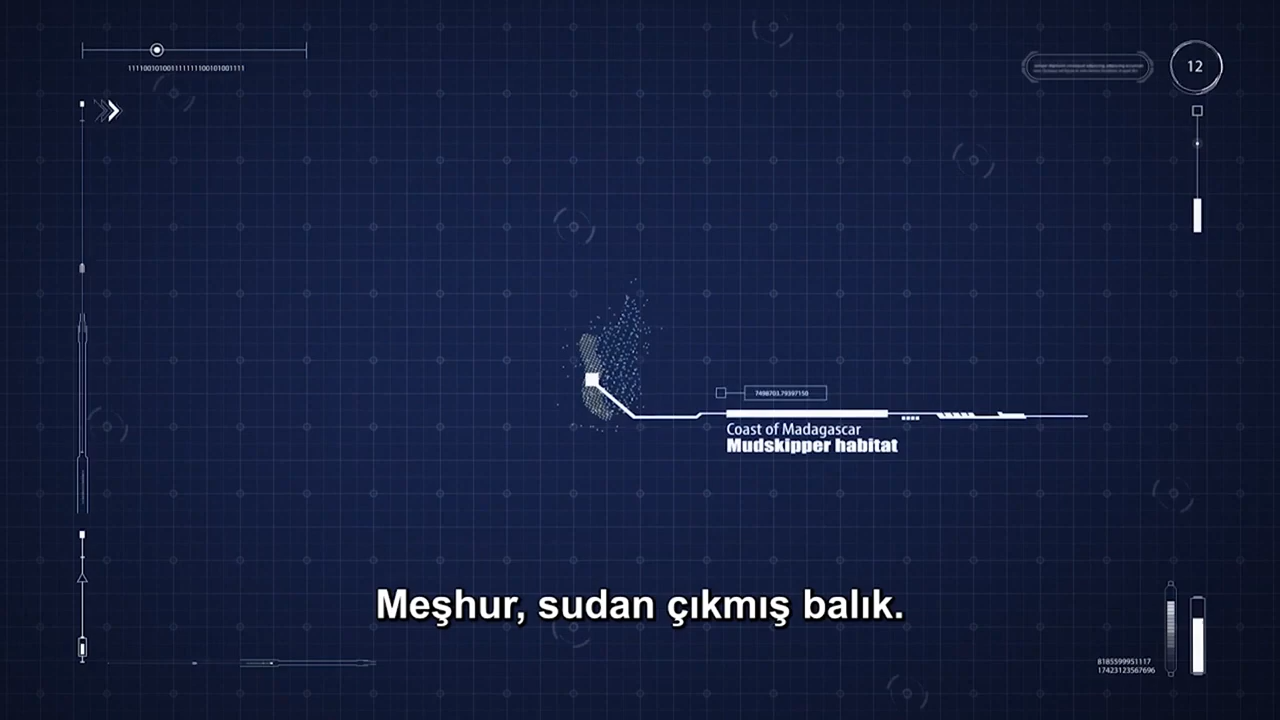 111100101001111111100101001111
12
7498703.79397150
Coast of Madagascar
Mudskipper habitat
Meşhur, sudan çıkmış balık.
8185599951117
17423123567696